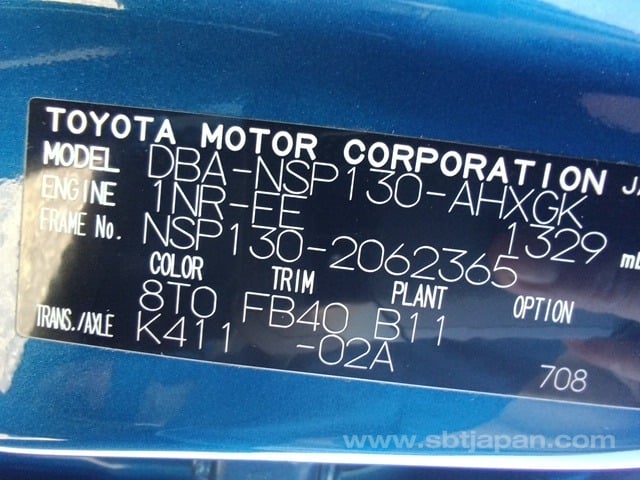 TOYOTA MOTOR CORPORATION
MODEL DBA-NSP130-AHXGK
ENGINE 1NR-FE 1329
FRAME No. NSP130-2062365
COLOR TRIM PLANT OPTION
8T0 FB40 B11
TRANS./AXLE K411 -02A
708
www.sbtjapan.com